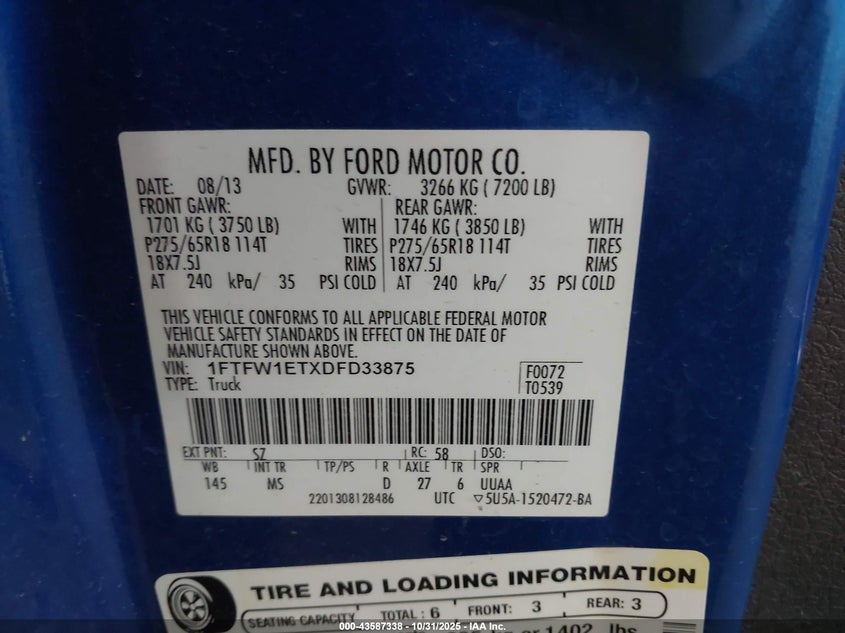 MFD. BY FORD MOTOR CO.
DATE: 08/13 GVWR: 3266 KG ( 7200 LB)
FRONT GAWR: REAR GAWR:
1701 KG ( 3750 LB) WITH 1746 KG ( 3850 LB) WITH
P275/65R18 114T TIRES P275/65R18 114T TIRES
18X7.5J RIMS 18X7.5J RIMS
AT 240 kPa/ 35 PSI COLD AT 240 kPa/ 35 PSI COLD
THIS VEHICLE CONFORMS TO ALL APPLICABLE FEDERAL MOTOR
VEHICLE SAFETY STANDARDS IN EFFECT ON THE DATE OF
MANUFACTURE SHOWN ABOVE.
VIN: 1FTFW1ETXDFD33875 F0072
TYPE: Truck T0539
EXT PNT: SZ RC: 58 DSO:
WB INT TR TP/PS R AXLE TR SPR
145 MS D 27 6 UUAA
2201308128486 UTC ▽5U5A-1520472-BA
TIRE AND LOADING INFORMATION
SEATING CAPACITY TOTAL : 6 FRONT: 3 REAR: 3
or 1402 lbs.
000-43587338 - 10/31/2025 - IAA Inc.